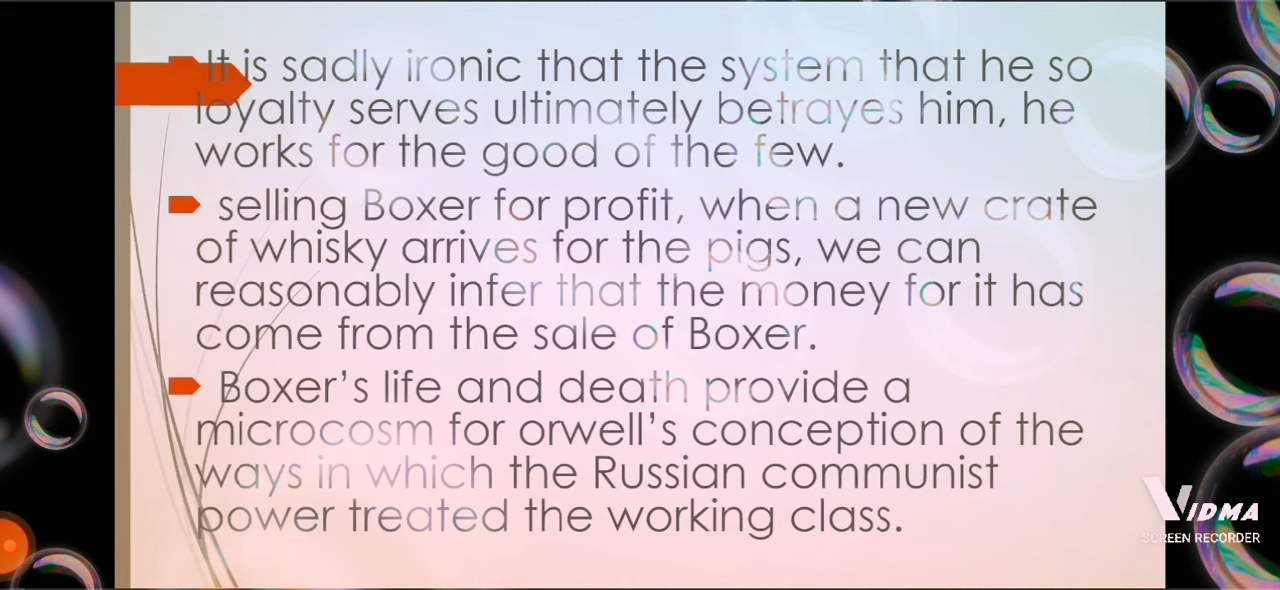 It is sadly ironic that the system that he so
loyalty serves ultimately betrayes him, he
works for the good of the few.
selling Boxer for profit, when a new crate
of whisky arrives for the pigs, we can
reasonably infer that the money for it has
come from the sale of Boxer.
Boxer's life and death provide a
microcosm for orwell's conception of the
ways in which the Russian communist
power treated the working class.
VIDMA
SCREEN RECORDER